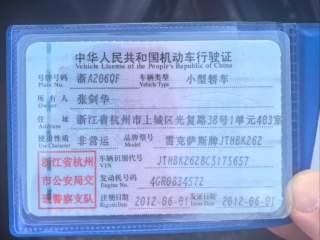 中华人民共和国机动车行驶证
Vehicle License of the People's Republic of China
号牌号码 浙A206QF 车辆类型 小型轿车
Plate No. Vehicle Type
所有人 张剑华
Owner
住址 浙江省杭州市上城区光复路38号1单元403室
Address
使用性质 非营运 品牌型号 雷克萨斯牌JTHBK262
Use Character Model
浙江省杭州
市公安局交
通警察支队
车辆识别代号 JTHBK2628C5175657
VIN
发动机号码 4GR0834572
Engine No.
注册日期 2012-06-01 发证日期 2012-06-01
Register Date Issue Date